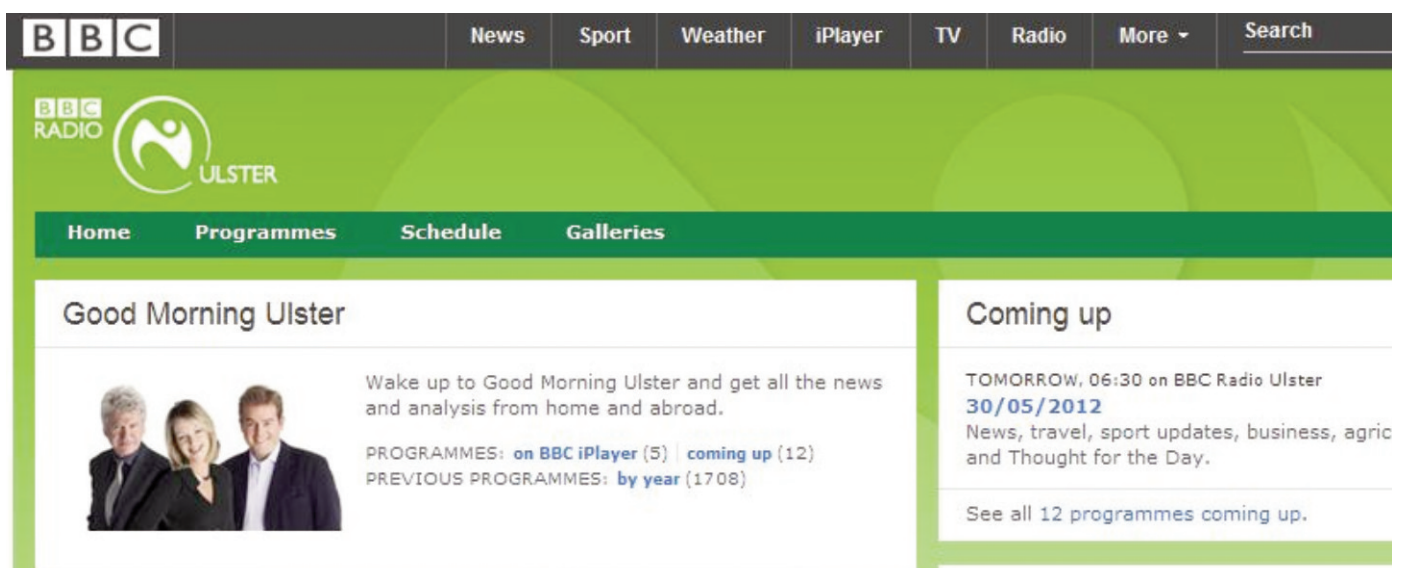 BBC
News Sport Weather iPlayer TV Radio More Search
BBC
RADIO
ULSTER
Home Programmes Schedule Galleries
Good Morning Ulster
Wake up to Good Morning Ulster and get all the news
and analysis from home and abroad.
PROGRAMMES: on BBC iPlayer (5) coming up (12)
PREVIOUS PROGRAMMES: by year (1708)
Coming up
TOMORROW, 06:30 on BBC Radio Ulster
30/05/2012
News, travel, sport updates, business, agric
and Thought for the Day.
See all 12 programmes coming up.